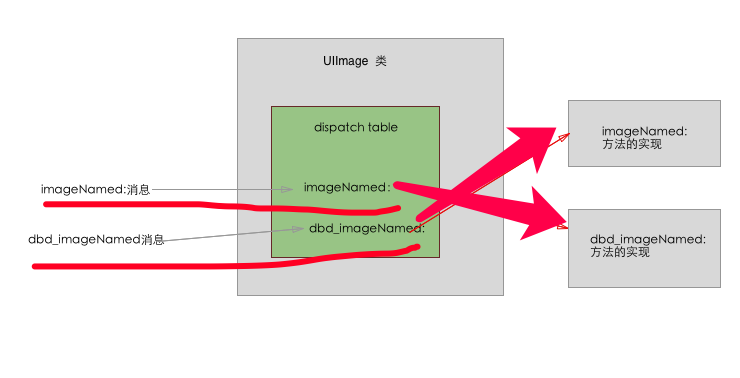 UIImage 类
dispatch table
imageNamed:消息
imageNamed:
dbd_imageNamed消息
dbd_imageNamed:
imageNamed:
方法的实现
dbd_imageNamed:
方法的实现